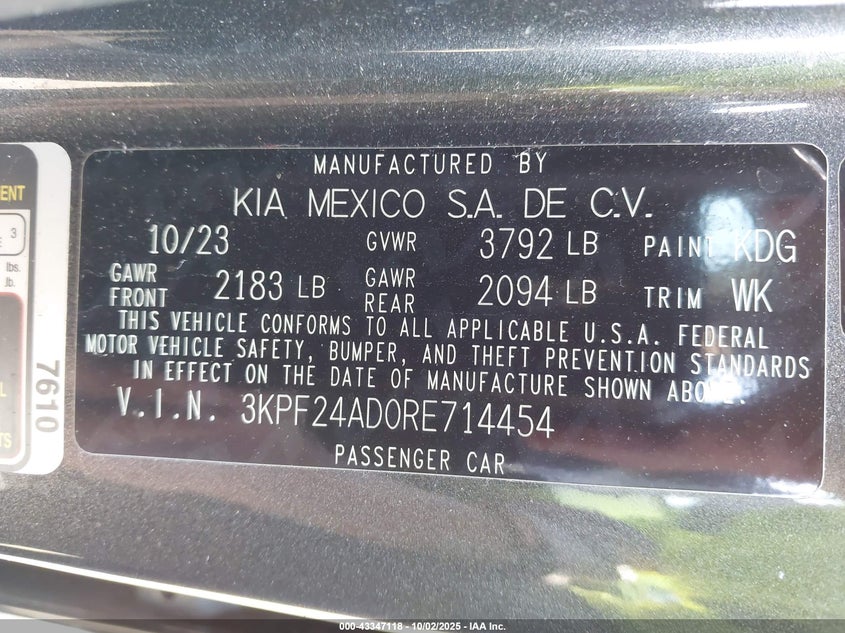 MANUFACTURED BY
KIA MEXICO S.A. DE C.V.
10/23 GVWR 3792 LB PAINT KDG
GAWR FRONT 2183 LB GAWR REAR 2094 LB TRIM WK
THIS VEHICLE CONFORMS TO ALL APPLICABLE U.S.A. FEDERAL
MOTOR VEHICLE SAFETY, BUMPER, AND THEFT PREVENTION STANDARDS
IN EFFECT ON THE DATE OF MANUFACTURE SHOWN ABOVE.
V.I.N. 3KPF24AD0RE714454
PASSENGER CAR
3
lbs.
7610
000-43347118 - 10/02/2025 - IAA Inc.